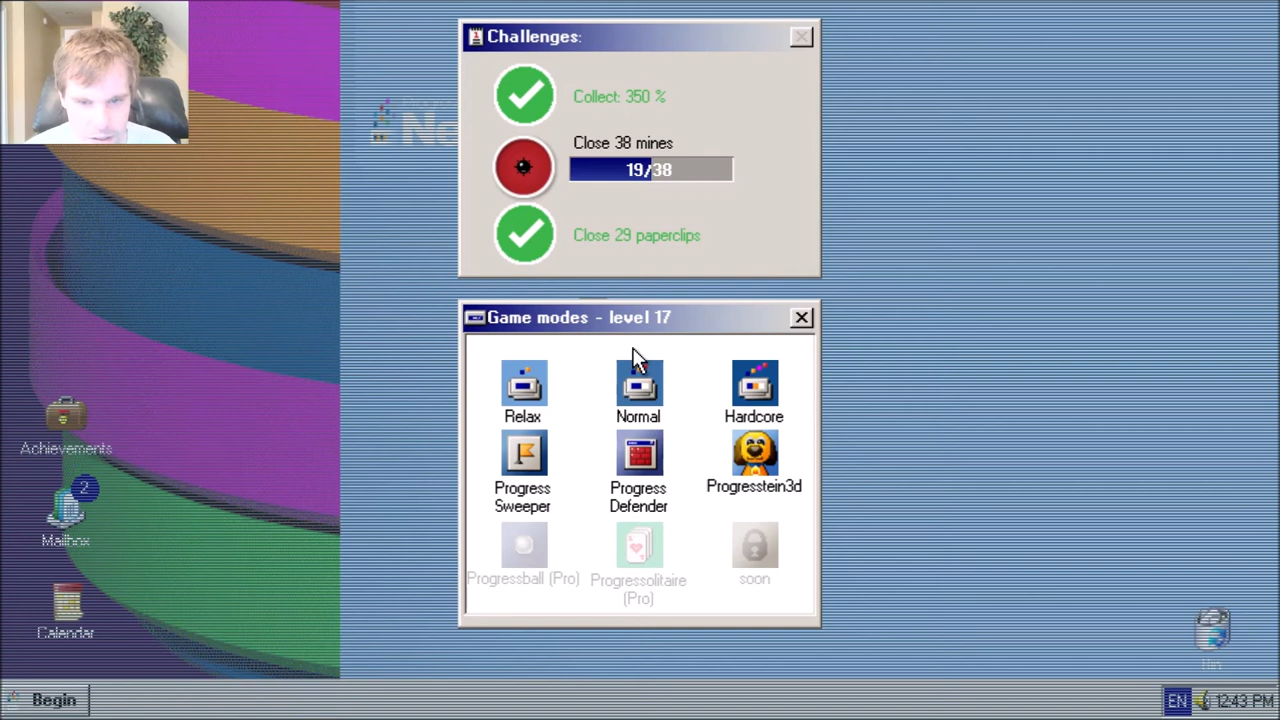 Challenges:
Collect: 350 %
Close 38 mines
19/38
Close 29 paperclips
Game modes - level 17
Relax
Normal
Hardcore
Progress
Sweeper
Progress
Defender
Progresstein3d
Progressball (Pro)
Progressolitaire
(Pro)
soon
Achievements
2
Mailbox
Calendar
Bin
Begin
EN
12:43 PM